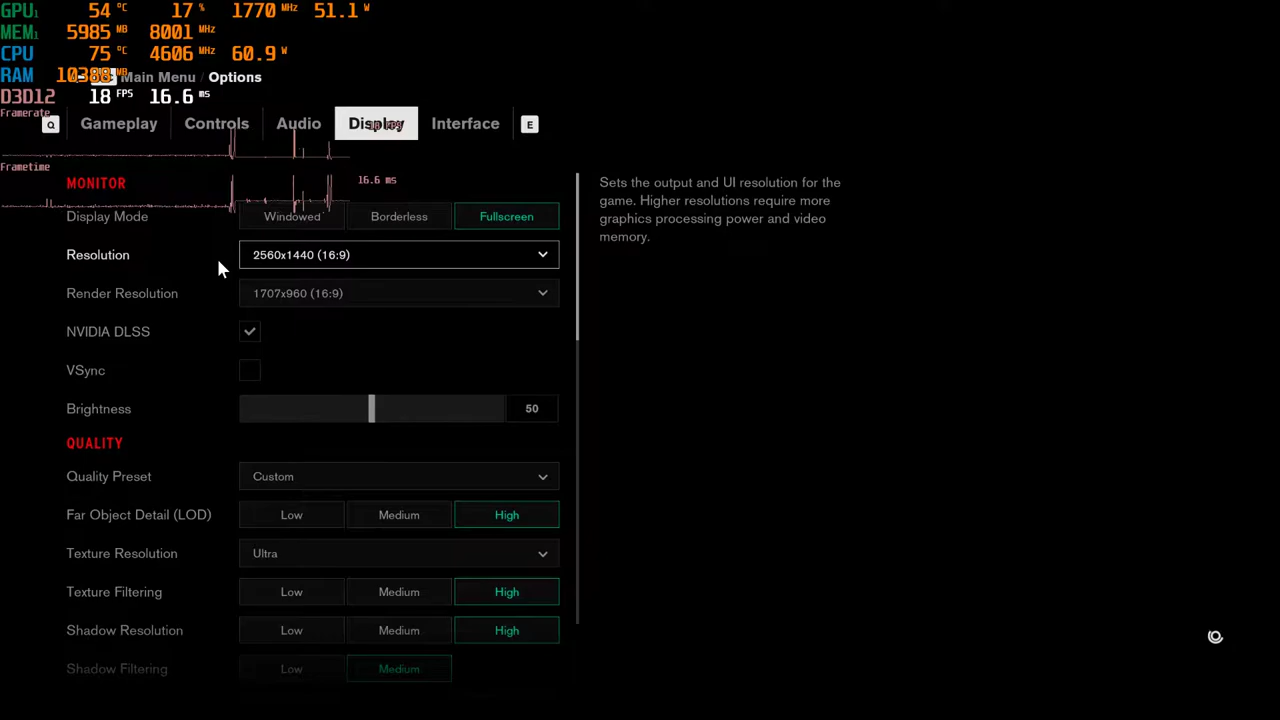 GPU1 54 °C 17 % 1770 MHz 51.1 W
MEM1 5985 MB 8001 MHz
CPU 75 °C 4606 MHz 60.9 W
RAM 10388 MB
Main Menu / Options
D3D12 18 FPS 16.6 ms
Framerate
Q Gameplay Controls Audio Display Interface E
Frametime
16.6 ms
MONITOR
Display Mode Windowed Borderless Fullscreen
Resolution 2560x1440 (16:9)
Render Resolution 1707x960 (16:9)
NVIDIA DLSS
VSync
Brightness 50
QUALITY
Quality Preset Custom
Far Object Detail (LOD) Low Medium High
Texture Resolution Ultra
Texture Filtering Low Medium High
Shadow Resolution Low Medium High
Shadow Filtering Low Medium
Sets the output and UI resolution for the
game. Higher resolutions require more
graphics processing power and video
memory.